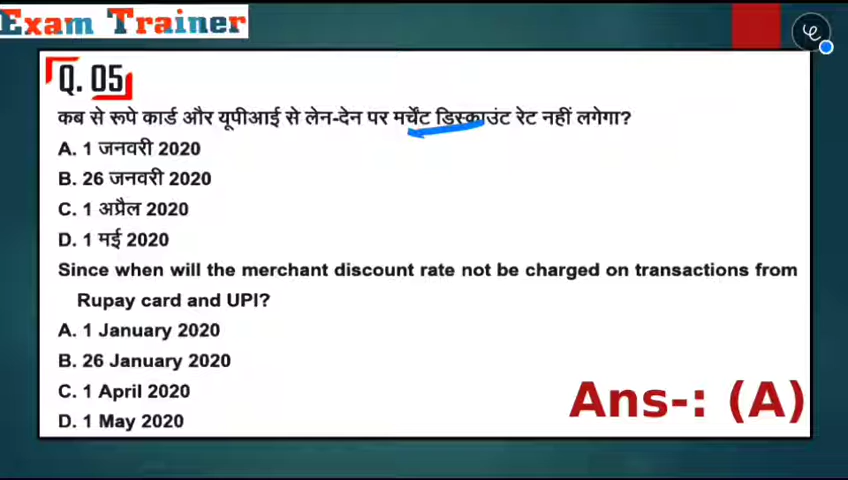 Exam Trainer
Q. 05
कब से रूपे कार्ड और यूपीआई से लेन-देन पर मर्चेंट डिस्काउंट रेट नहीं लगेगा?
A. 1 जनवरी 2020
B. 26 जनवरी 2020
C. 1 अप्रैल 2020
D. 1 मई 2020
Since when will the merchant discount rate not be charged on transactions from
Rupay card and UPI?
A. 1 January 2020
B. 26 January 2020
C. 1 April 2020
D. 1 May 2020
Ans-: (A)